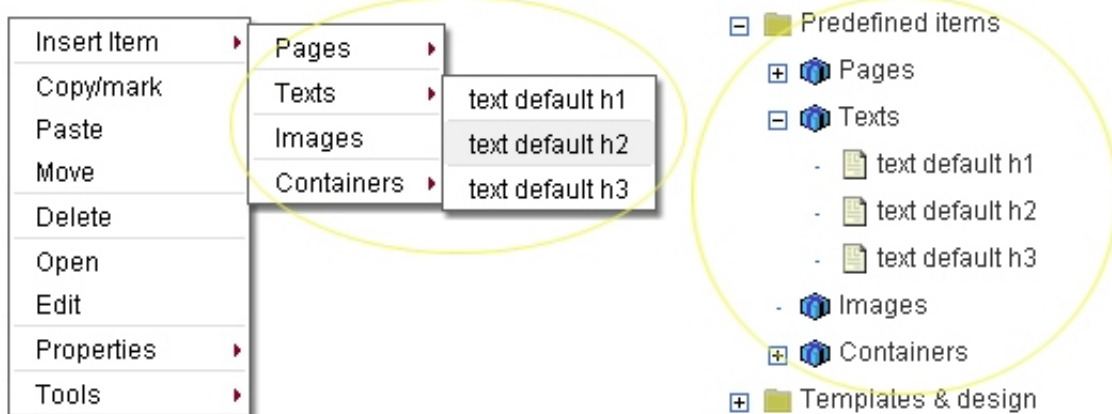 Insert Item
Copy/mark
Paste
Move
Delete
Open
Edit
Properties
Tools
Pages
Texts
Images
Containers
text default h1
text default h2
text default h3
Predefined items
Pages
Texts
text default h1
text default h2
text default h3
Images
Containers
Templates & design